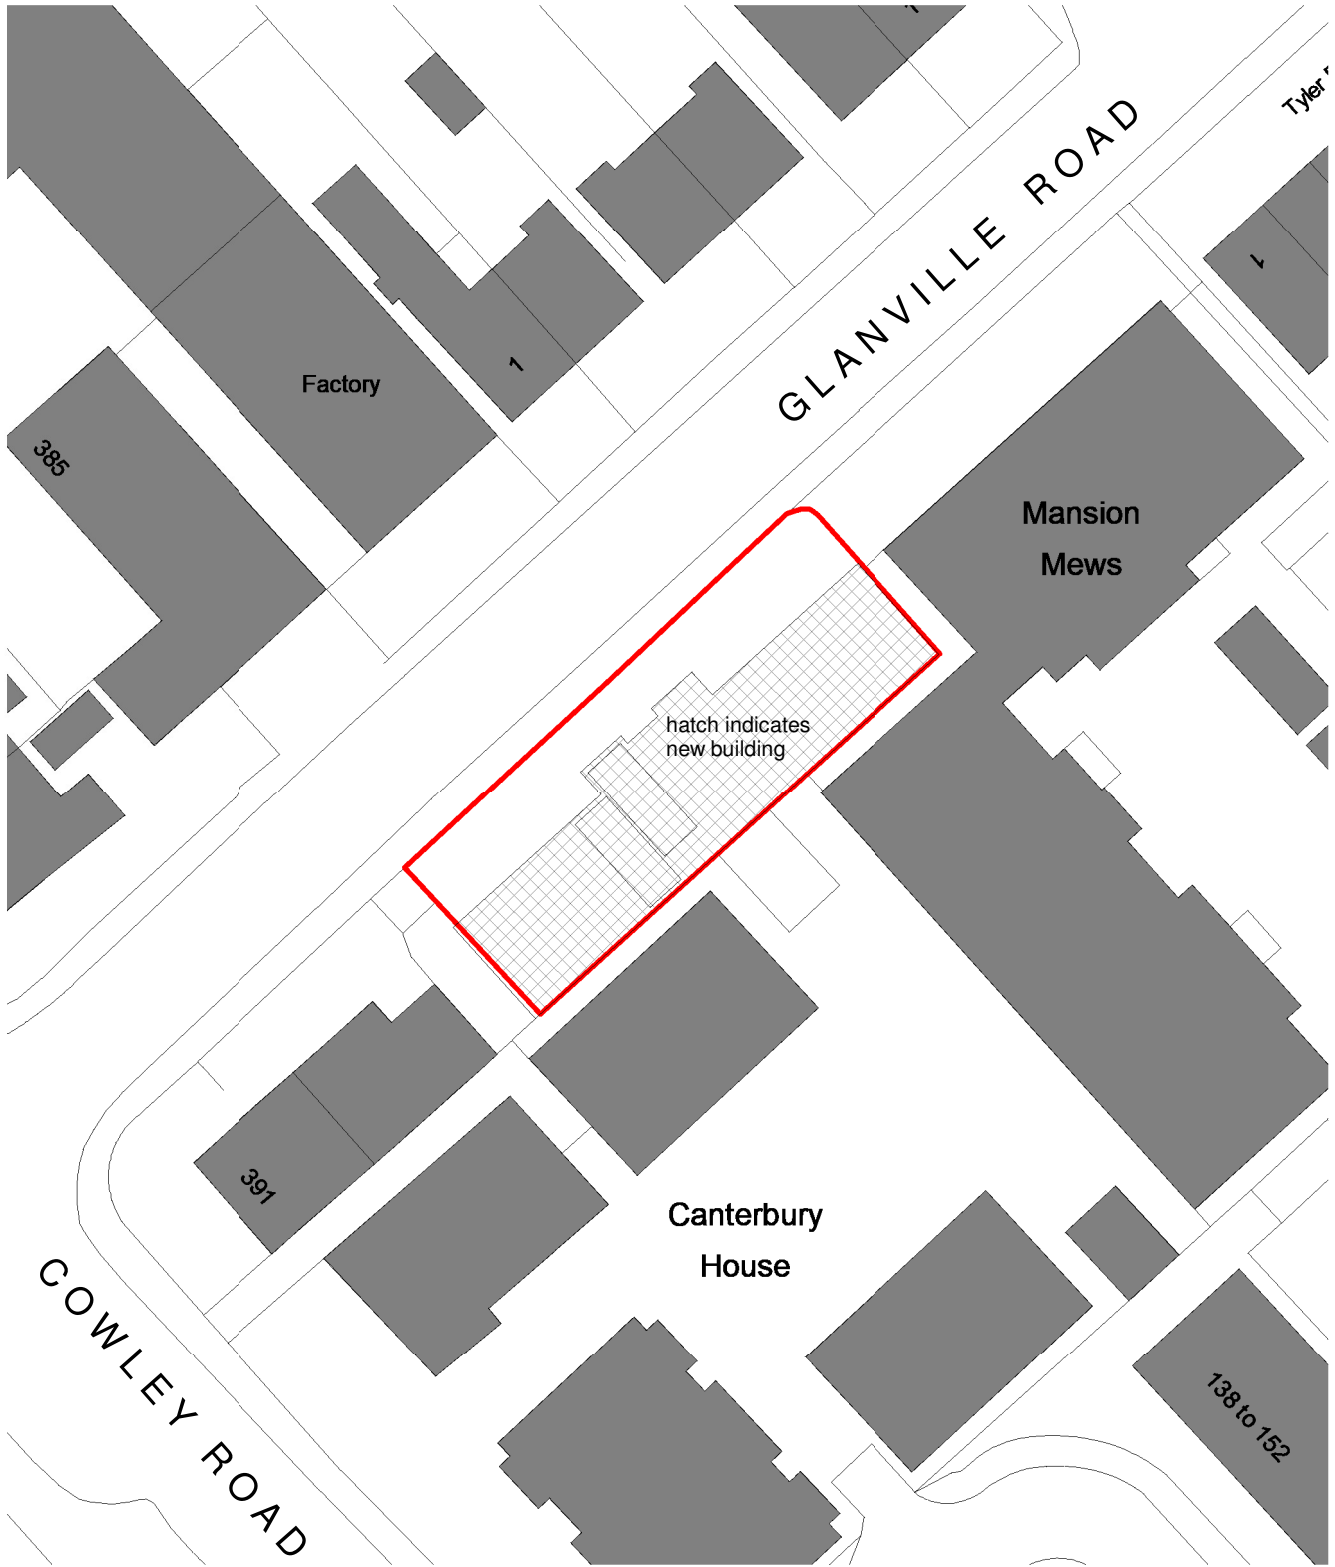 Tyler
GLANVILLE ROAD
1
1
Factory
385
Mansion
Mews
hatch indicates
new building
391
Canterbury
House
COWLEY ROAD
138 to 152